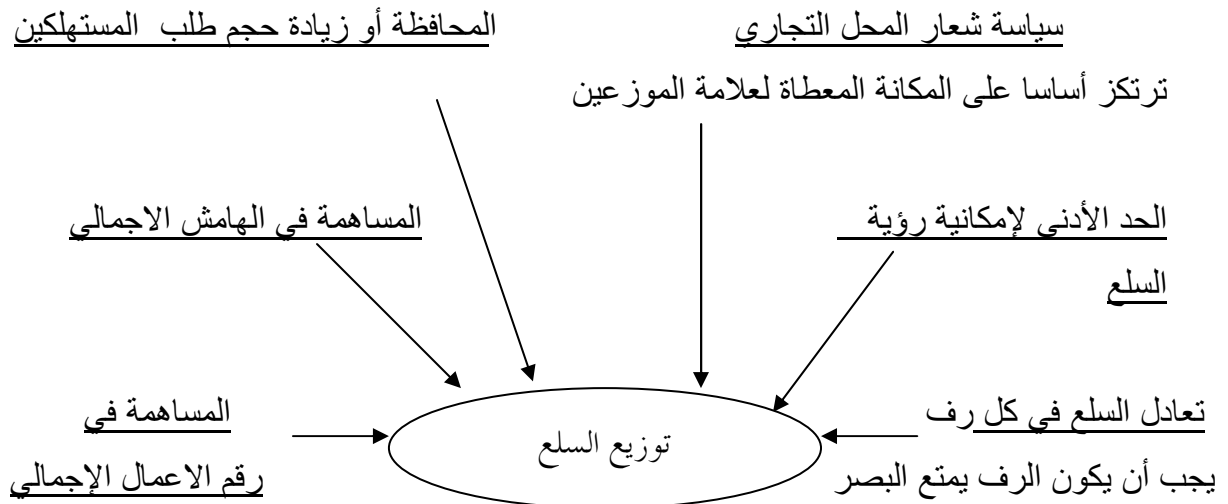 سياسة شعار المحل التجاري
المحافظة أو زيادة حجم طلب المستهلكين
ترتكز أساسا على المكانة المعطاة لعلامة الموزعين
الحد الأدنى لإمكانية رؤية
السلع
المساهمة في الهامش الاجمالي
تعادل السلع في كل رف
يجب أن يكون الرف يمتع البصر
توزيع السلع
المساهمة في
رقم الاعمال الإجمالي